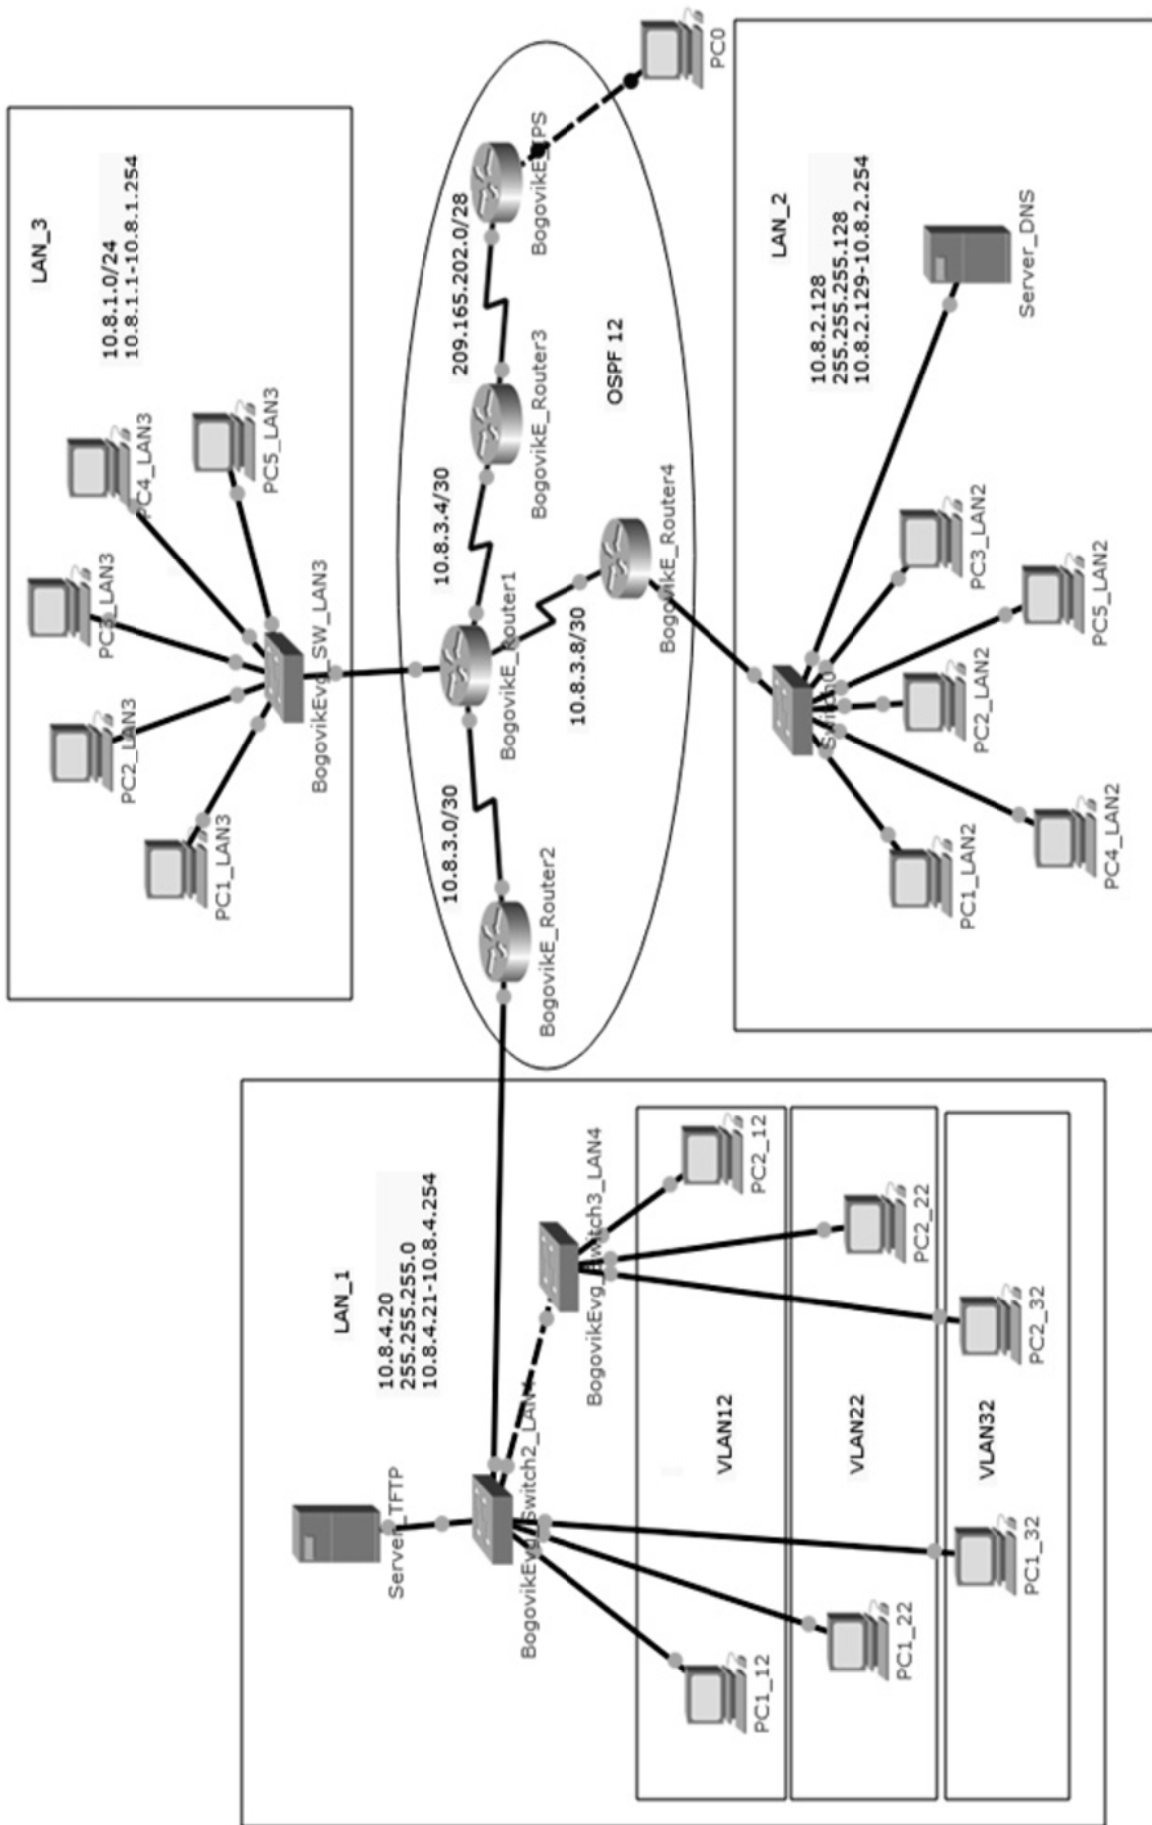 LAN_3
10.8.1.0/24
10.8.1.1-10.8.1.254
PC1_LAN3
PC2_LAN3
PC4_LAN3
PC5_LAN3
BogovikEvg_SW_LAN3
10.8.3.0/30
10.8.3.4/30
209.165.202.0/28
10.8.3.8/30
OSPF 12
BogovikE_Router2
BogovikE_Router1
BogovikE_Router3
BogovikE_Router4
PC0
LAN_1
10.8.4.20
255.255.255.0
10.8.4.21-10.8.4.254
Server_TFTP
BogovikEvg_Switch3_LAN4
VLAN12
VLAN22
VLAN32
PC1_12
PC2_12
PC1_22
PC2_22
PC1_32
PC2_32
LAN_2
10.8.2.128
255.255.255.128
10.8.2.129-10.8.2.254
Server_DNS
PC1_LAN2
PC2_LAN2
PC3_LAN2
PC4_LAN2
PC5_LAN2